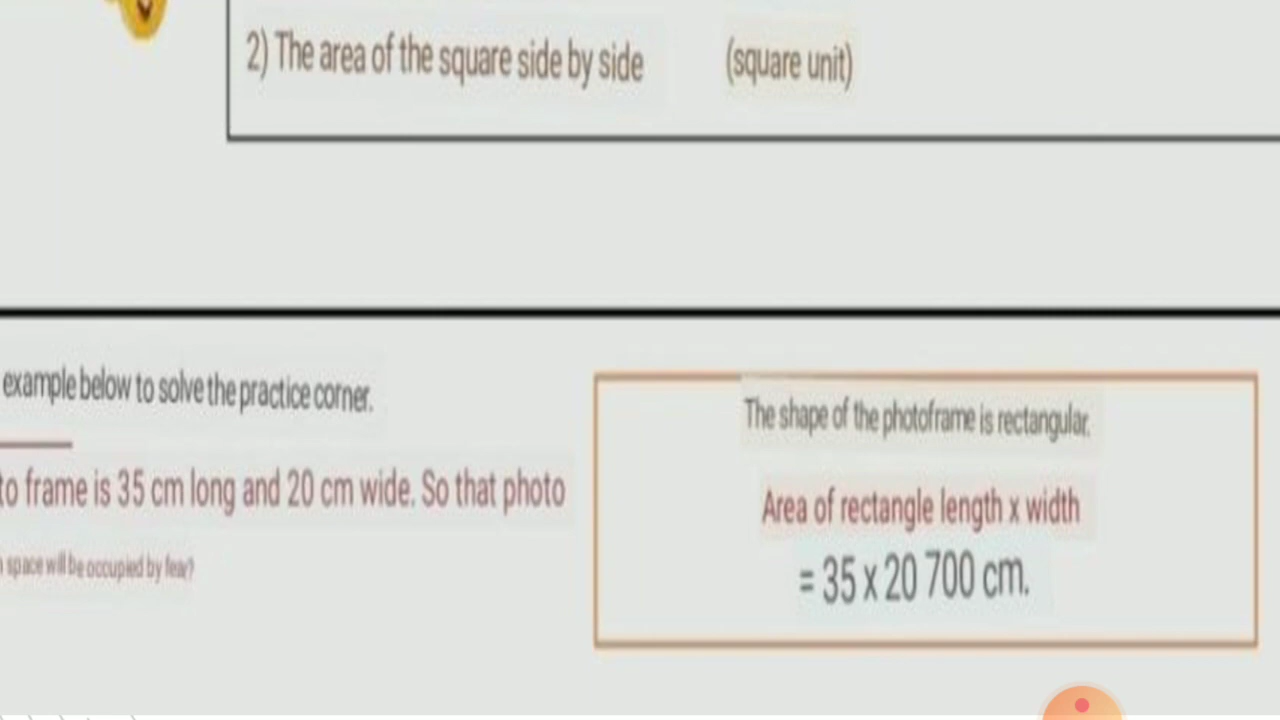 2) The area of the square side by side (square unit)
example below to solve the practice corner.
to frame is 35 cm long and 20 cm wide. So that photo
space will be occupied by fear?
The shape of the photoframe is rectangular.
Area of rectangle length x width
= 35 x 20 700 cm.